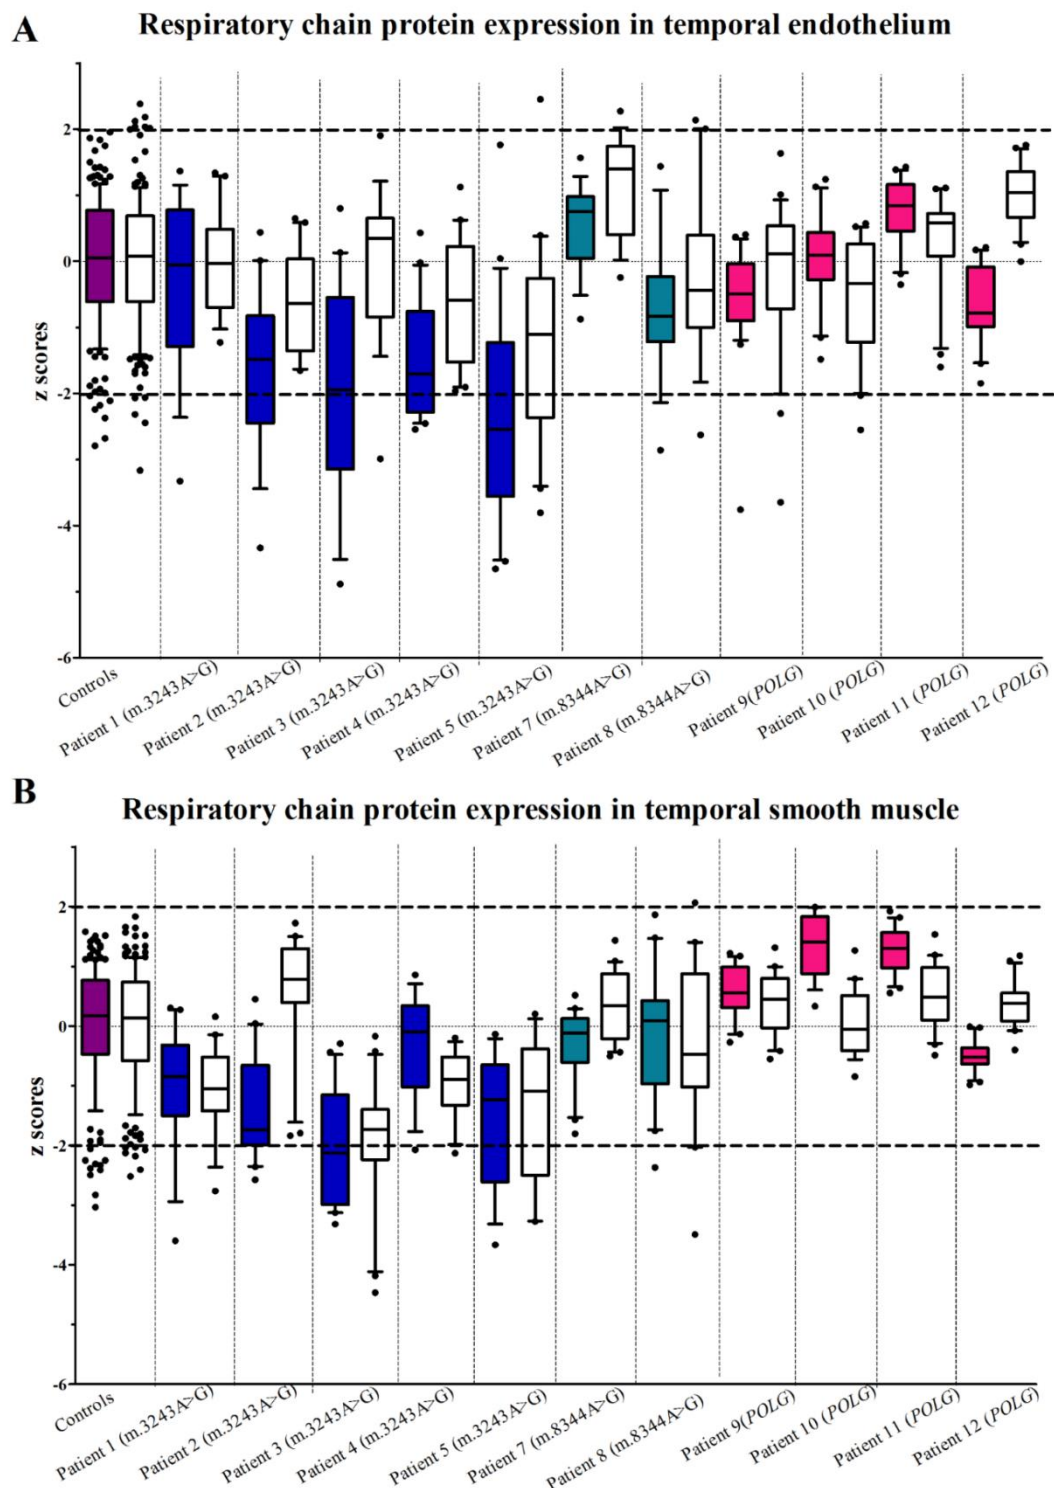 A
Respiratory chain protein expression in temporal endothelium
z scores
2
0
-2
-4
-6
Controls
Patient 1 (m.3243A>G)
Patient 2 (m.3243A>G)
Patient 3 (m.3243A>G)
Patient 4 (m.3243A>G)
Patient 5 (m.3243A>G)
Patient 7 (m.8344A>G)
Patient 8 (m.8344A>G)
Patient 9(POLG)
Patient 10 (POLG)
Patient 11 (POLG)
Patient 12 (POLG)
B
Respiratory chain protein expression in temporal smooth muscle
z scores
2
0
-2
-4
-6
Controls
Patient 1 (m.3243A>G)
Patient 2 (m.3243A>G)
Patient 3 (m.3243A>G)
Patient 4 (m.3243A>G)
Patient 5 (m.3243A>G)
Patient 7 (m.8344A>G)
Patient 8 (m.8344A>G)
Patient 9(POLG)
Patient 10 (POLG)
Patient 11 (POLG)
Patient 12 (POLG)